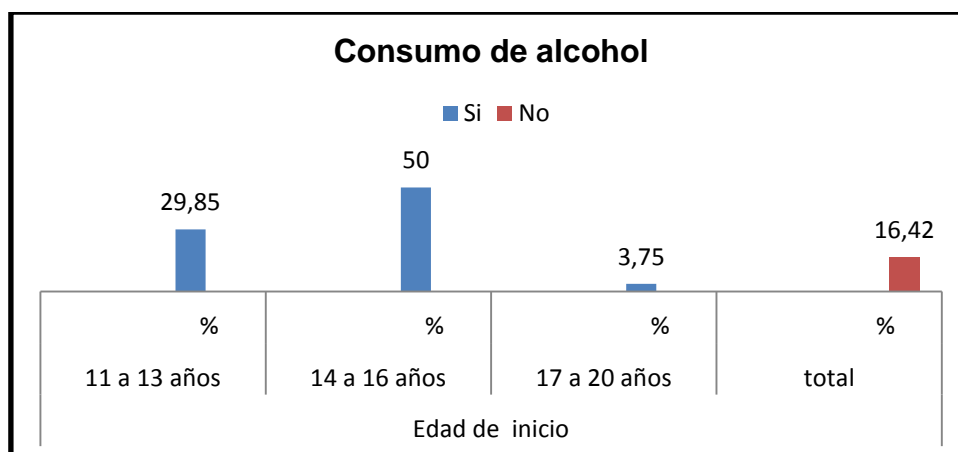 Consumo de alcohol
Si No
50
29,85
16,42
3,75
% % % %
11 a 13 años 14 a 16 años 17 a 20 años total
Edad de inicio